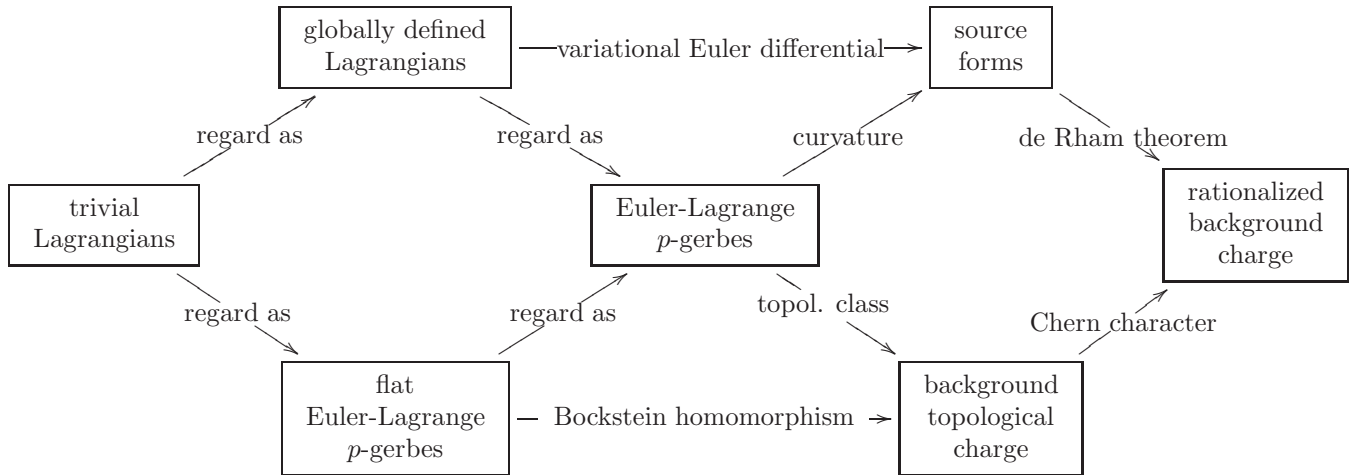 globally defined
Lagrangians
variational Euler differential
source
forms
regard as
regard as
curvature
de Rham theorem
trivial
Lagrangians
Euler-Lagrange
p-gerbes
rationalized
background
charge
regard as
regard as
topol. class
Chern character
flat
Euler-Lagrange
p-gerbes
Bockstein homomorphism
background
topological
charge